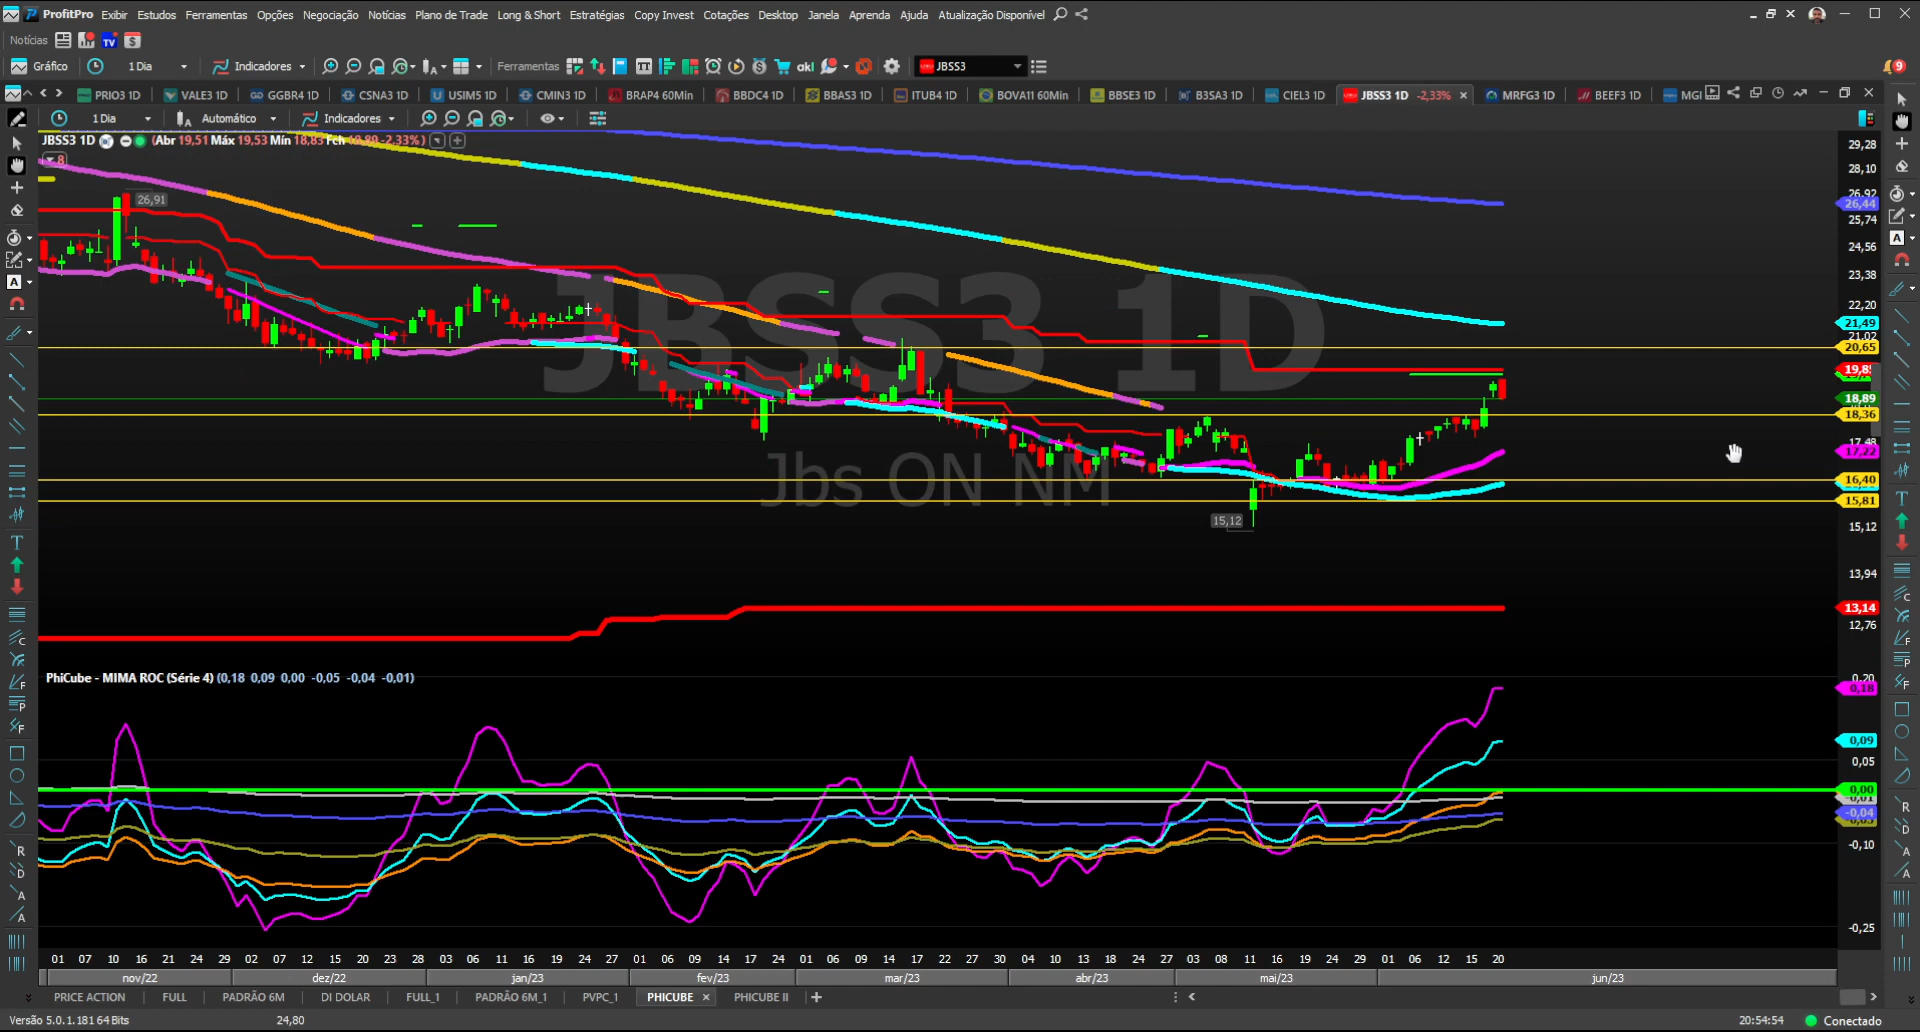 ProfitPro Exibir Estudos Ferramentas Opções Negociação Notícias Plano de Trade Long & Short Estratégias Copy Invest Cotações Desktop Janela Aprenda Ajuda Atualização Disponível
Notícias
Gráfico 1 Dia Indicadores Ferramentas akl JBSS3
9
PRIO3 1D VALE3 1D GGBR4 1D CSNA3 1D USIM5 1D CMIN3 1D BRAP4 60Min BBDC4 1D BBAS3 1D ITUB4 1D BOVA11 60Min BBSE3 1D B3SA3 1D CIEL3 1D JBSS3 1D -2,33% MRFG3 1D BEEF3 1D MGI
1 Dia Automático Indicadores
JBSS3 1D (Abr 19,51 Máx 19,53 Mín 18,83 Fch 18,89 -2,33%)
8
29,28
28,10
26,92
26,91
26,44
25,74
24,56
23,38
22,20
JBSS3 1D
21,49
21,02
20,65
19,85
18,89
18,36
17,48
17,22
Jbs ON NM
16,40
15,81
15,12
15,12
13,94
13,14
12,76
PhiCube - MIMA ROC (Série 4) (0,18 0,09 0,00 -0,05 -0,04 -0,01)
0,20
0,18
0,09
0,05
0,00
-0,01
-0,04
-0,05
-0,10
-0,25
01 07 10 16 21 24 02 07 12 15 20 23 28 03 06 11 16 19 24 27 01 06 09 14 17 24 01 06 09 14 17 22 27 30 04 10 13 18 24 27 03 08 11 16 19 24 29 01 06 12 15 20
nov/22 dez/22 jan/23 fev/23 mar/23 abr/23 mai/23 jun/23
PRICE ACTION FULL PADRÃO 6M DI DOLAR FULL_1 PADRÃO 6M_1 PVPC_1 PHICUBE PHICUBE II
Versão 5.0.1.181 64 Bits 24,80 20:54:54 Conectado